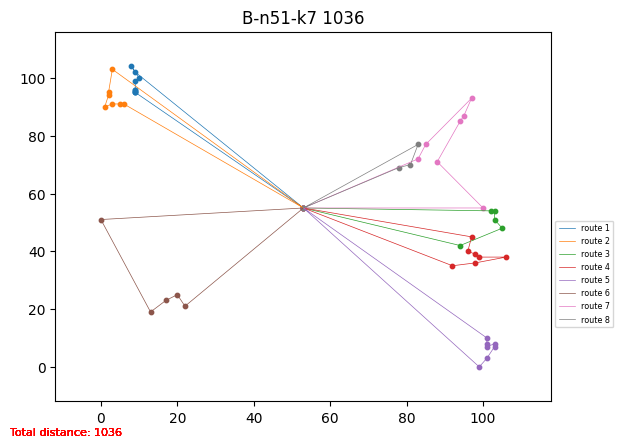 B-n51-k7 1036
100
80
60
40
20
0
0 20 40 60 80 100
route 1
route 2
route 3
route 4
route 5
route 6
route 7
route 8
Total distance: 1036